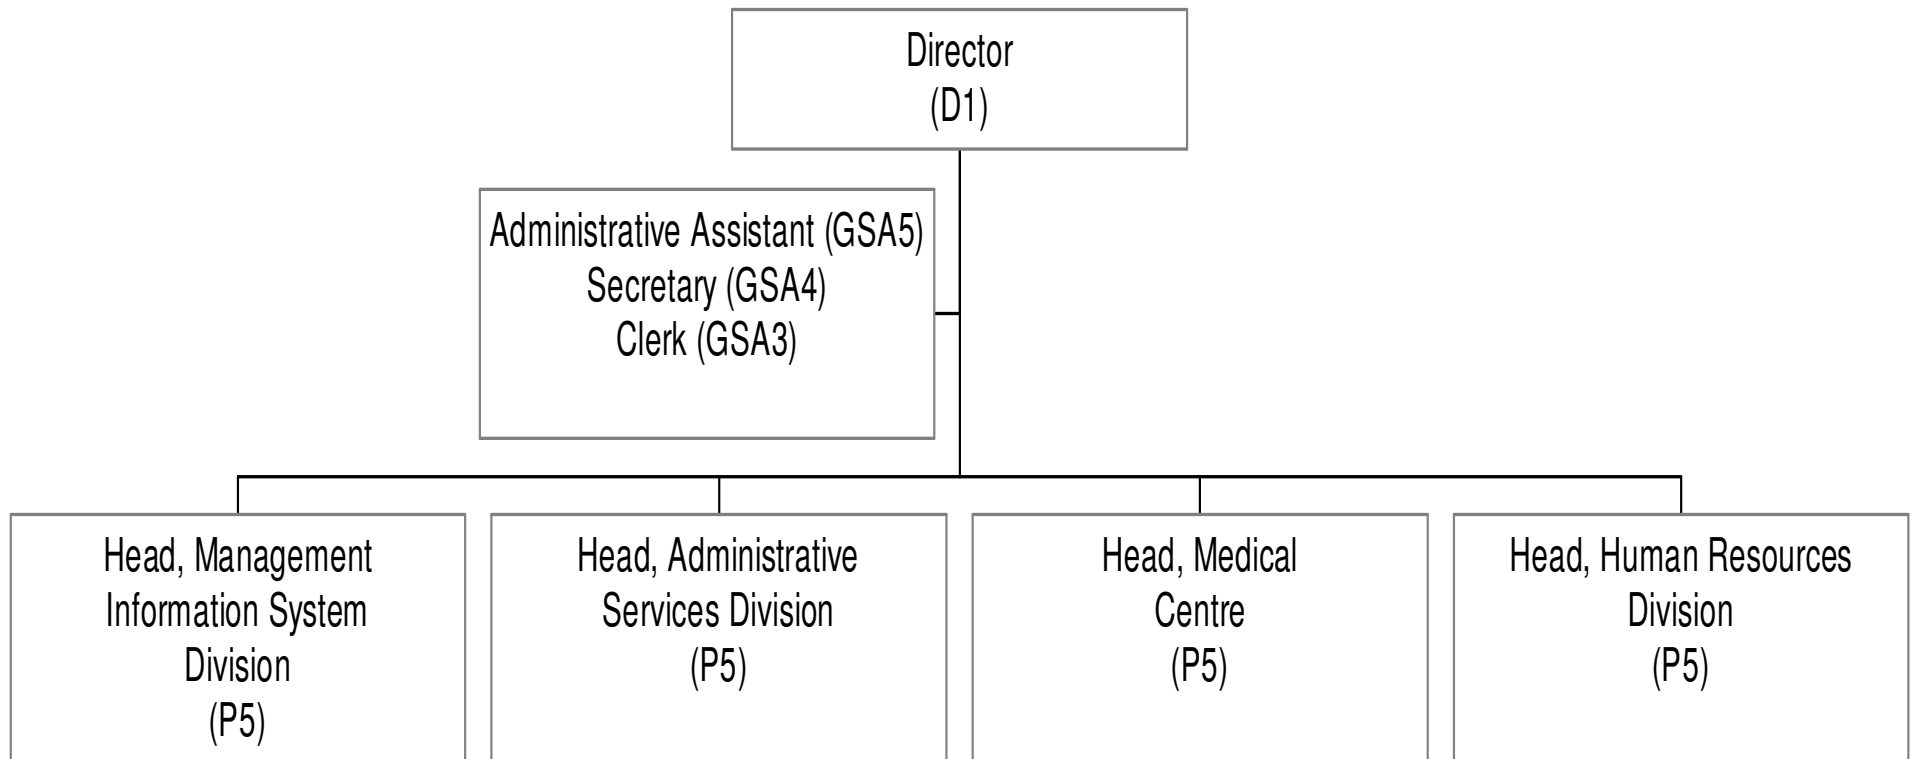 Director
(D1)
Administrative Assistant (GSA5)
Secretary (GSA4)
Clerk (GSA3)
Head, Management
Information System
Division
(P5)
Head, Administrative
Services Division
(P5)
Head, Medical
Centre
(P5)
Head, Human Resources
Division
(P5)